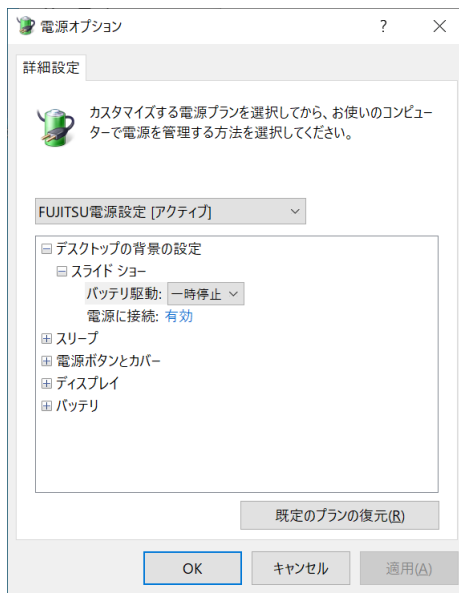 電源オプション
?
詳細設定
カスタマイズする電源プランを選択してから、お使いのコンピュー
ターで電源を管理する方法を選択してください。
FUJITSU電源設定 [アクティブ]
デスクトップの背景の設定
スライド ショー
バッテリ駆動: 一時停止
電源に接続: 有効
スリープ
電源ボタンとカバー
ディスプレイ
バッテリ
既定のプランの復元(R)
OK キャンセル 適用(A)